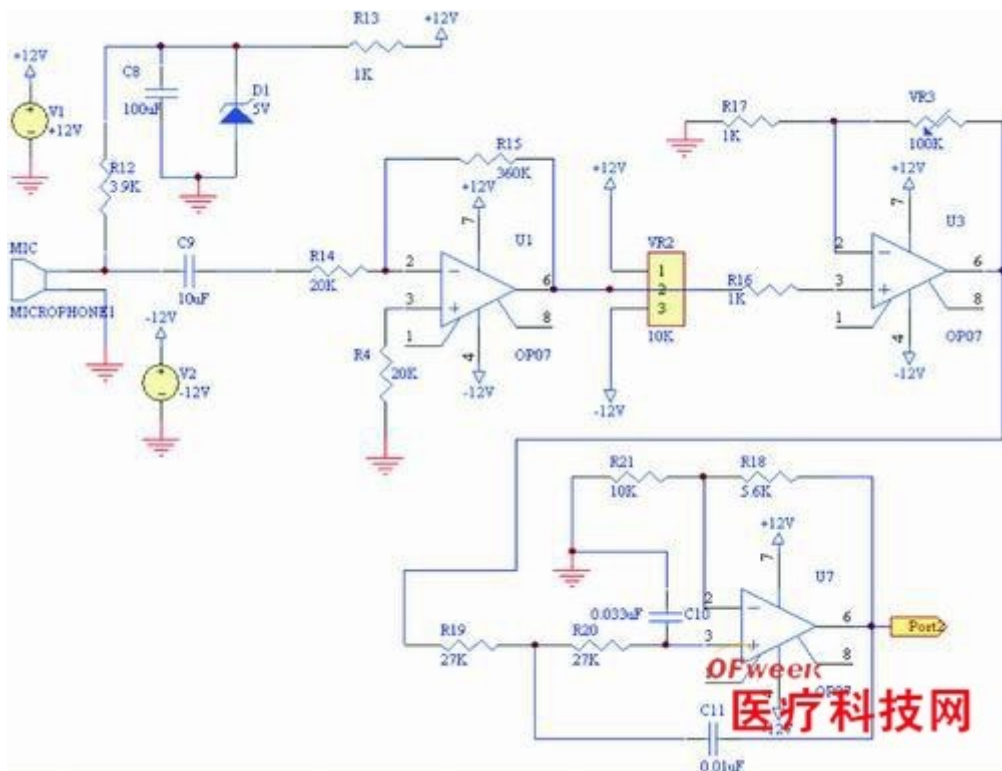 R13
+12V
1K
+12V
V1
+12V
C8
100uF
D1
5V
R12
3.9K
MIC
MICROPHONE1
C9
10uF
R14
20K
-12V
V2
-12V
R15
360K
+12V
7
U1
2
3
6
8
1
4
OP07
-12V
R4
20K
+12V
VR2
1
2
3
10K
-12V
R16
1K
R17
1K
VR3
100K
+12V
7
U3
2
3
6
8
1
4
OP07
-12V
R21
10K
R18
5.6K
+12V
7
U7
0.033uF
C10
2
3
6
8
Port2
R19
27K
R20
27K
OFweek
医疗科技网
C11
0.01uF
-12V